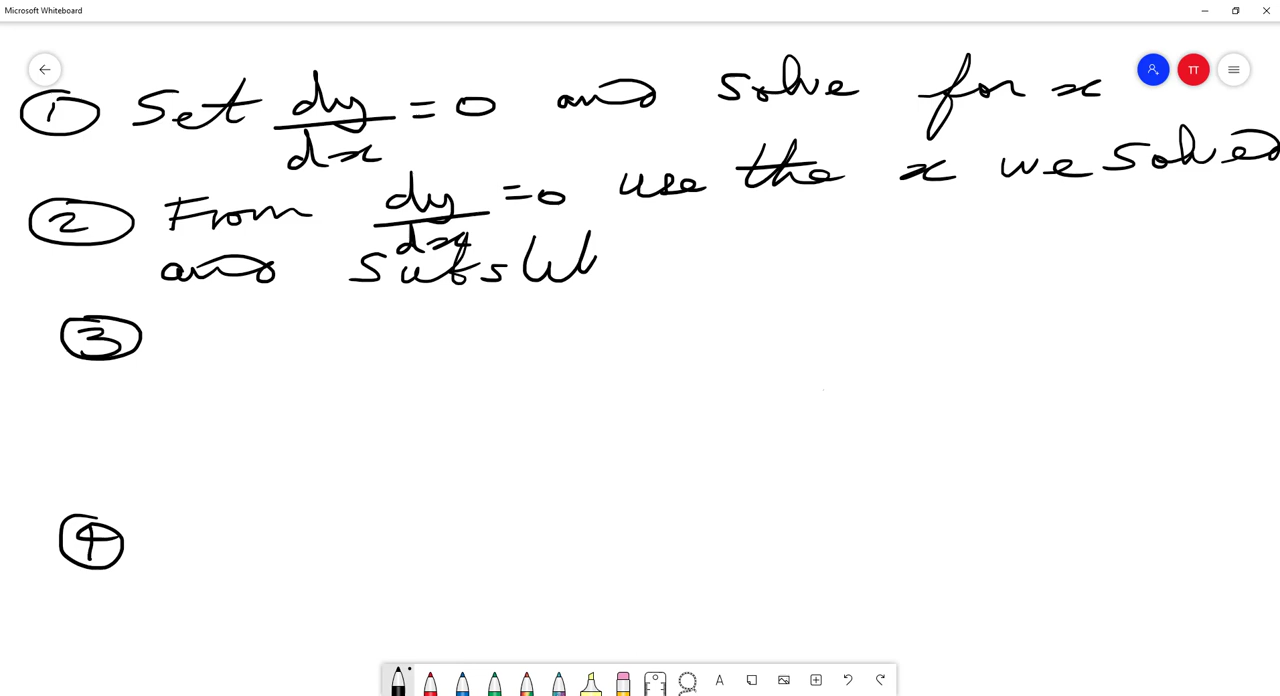 Microsoft Whiteboard
TT
① Set dy/dx = 0 and solve for x
② From dy/dx = 0 use the x we solved
and
③
④
A